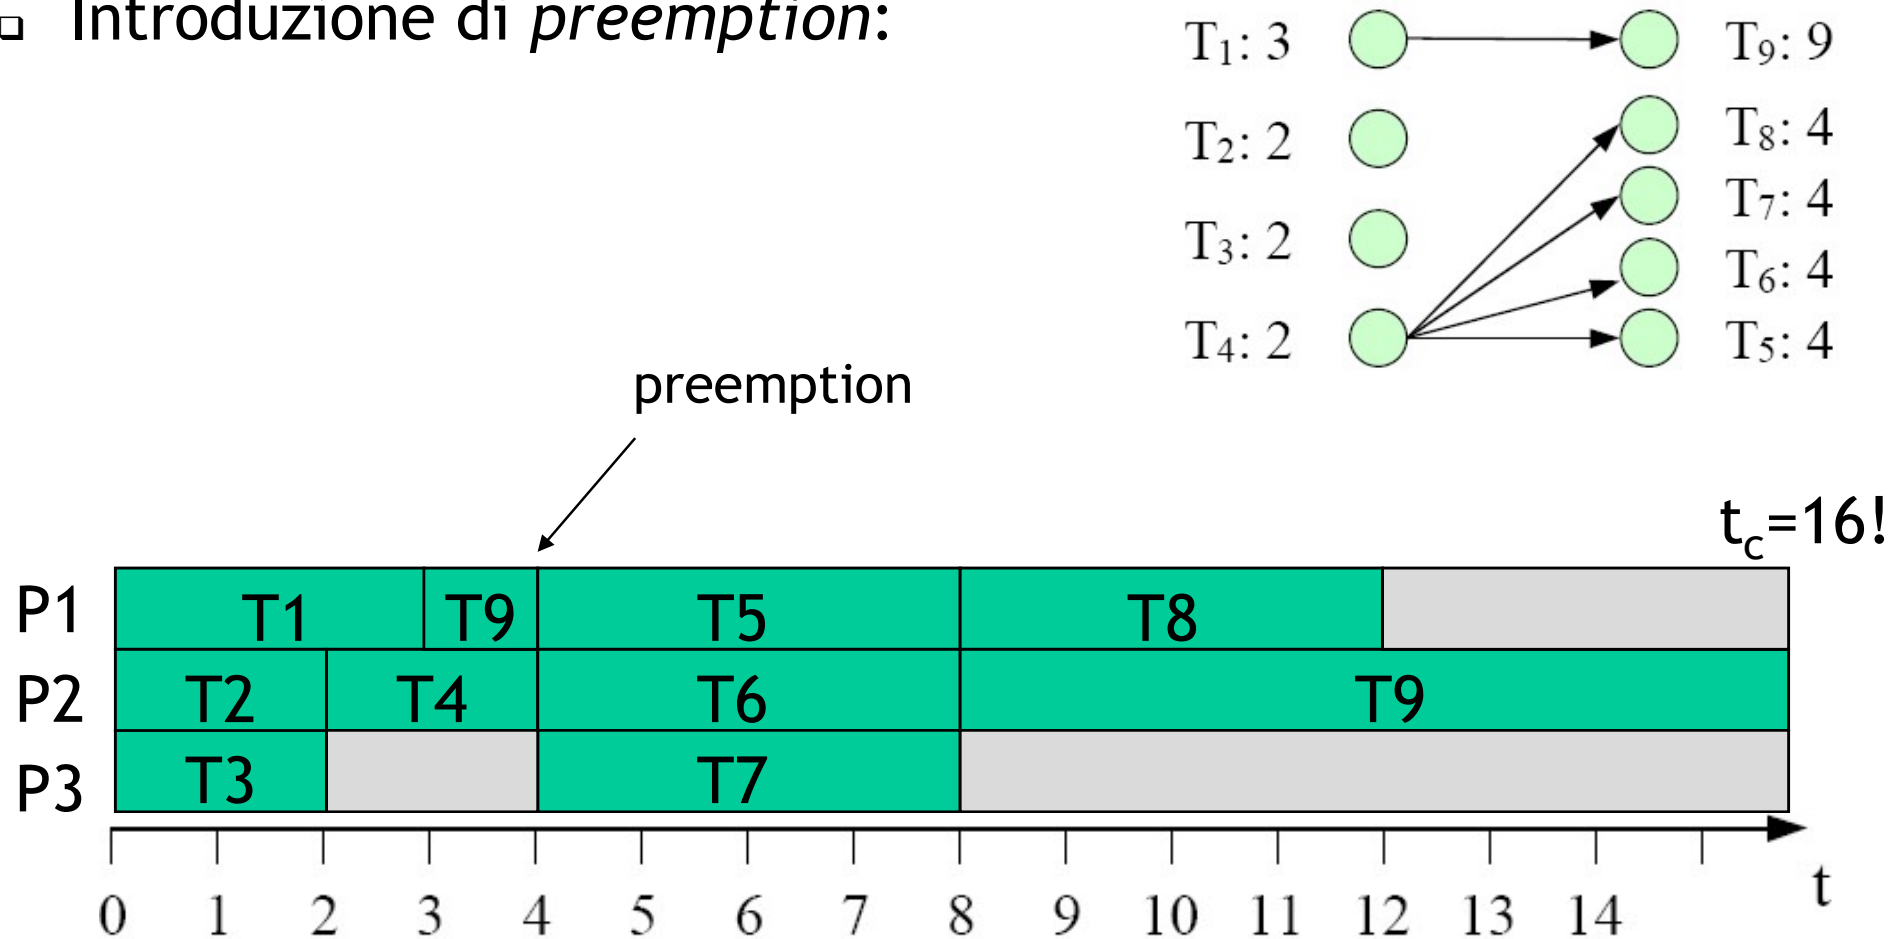 Introduzione di preemption:
T1: 3
T9: 9
T2: 2
T8: 4
T7: 4
T3: 2
T6: 4
T4: 2
T5: 4
preemption
tc=16!
P1 T1 T9 T5 T8
P2 T2 T4 T6 T9
P3 T3 T7
0 1 2 3 4 5 6 7 8 9 10 11 12 13 14 t